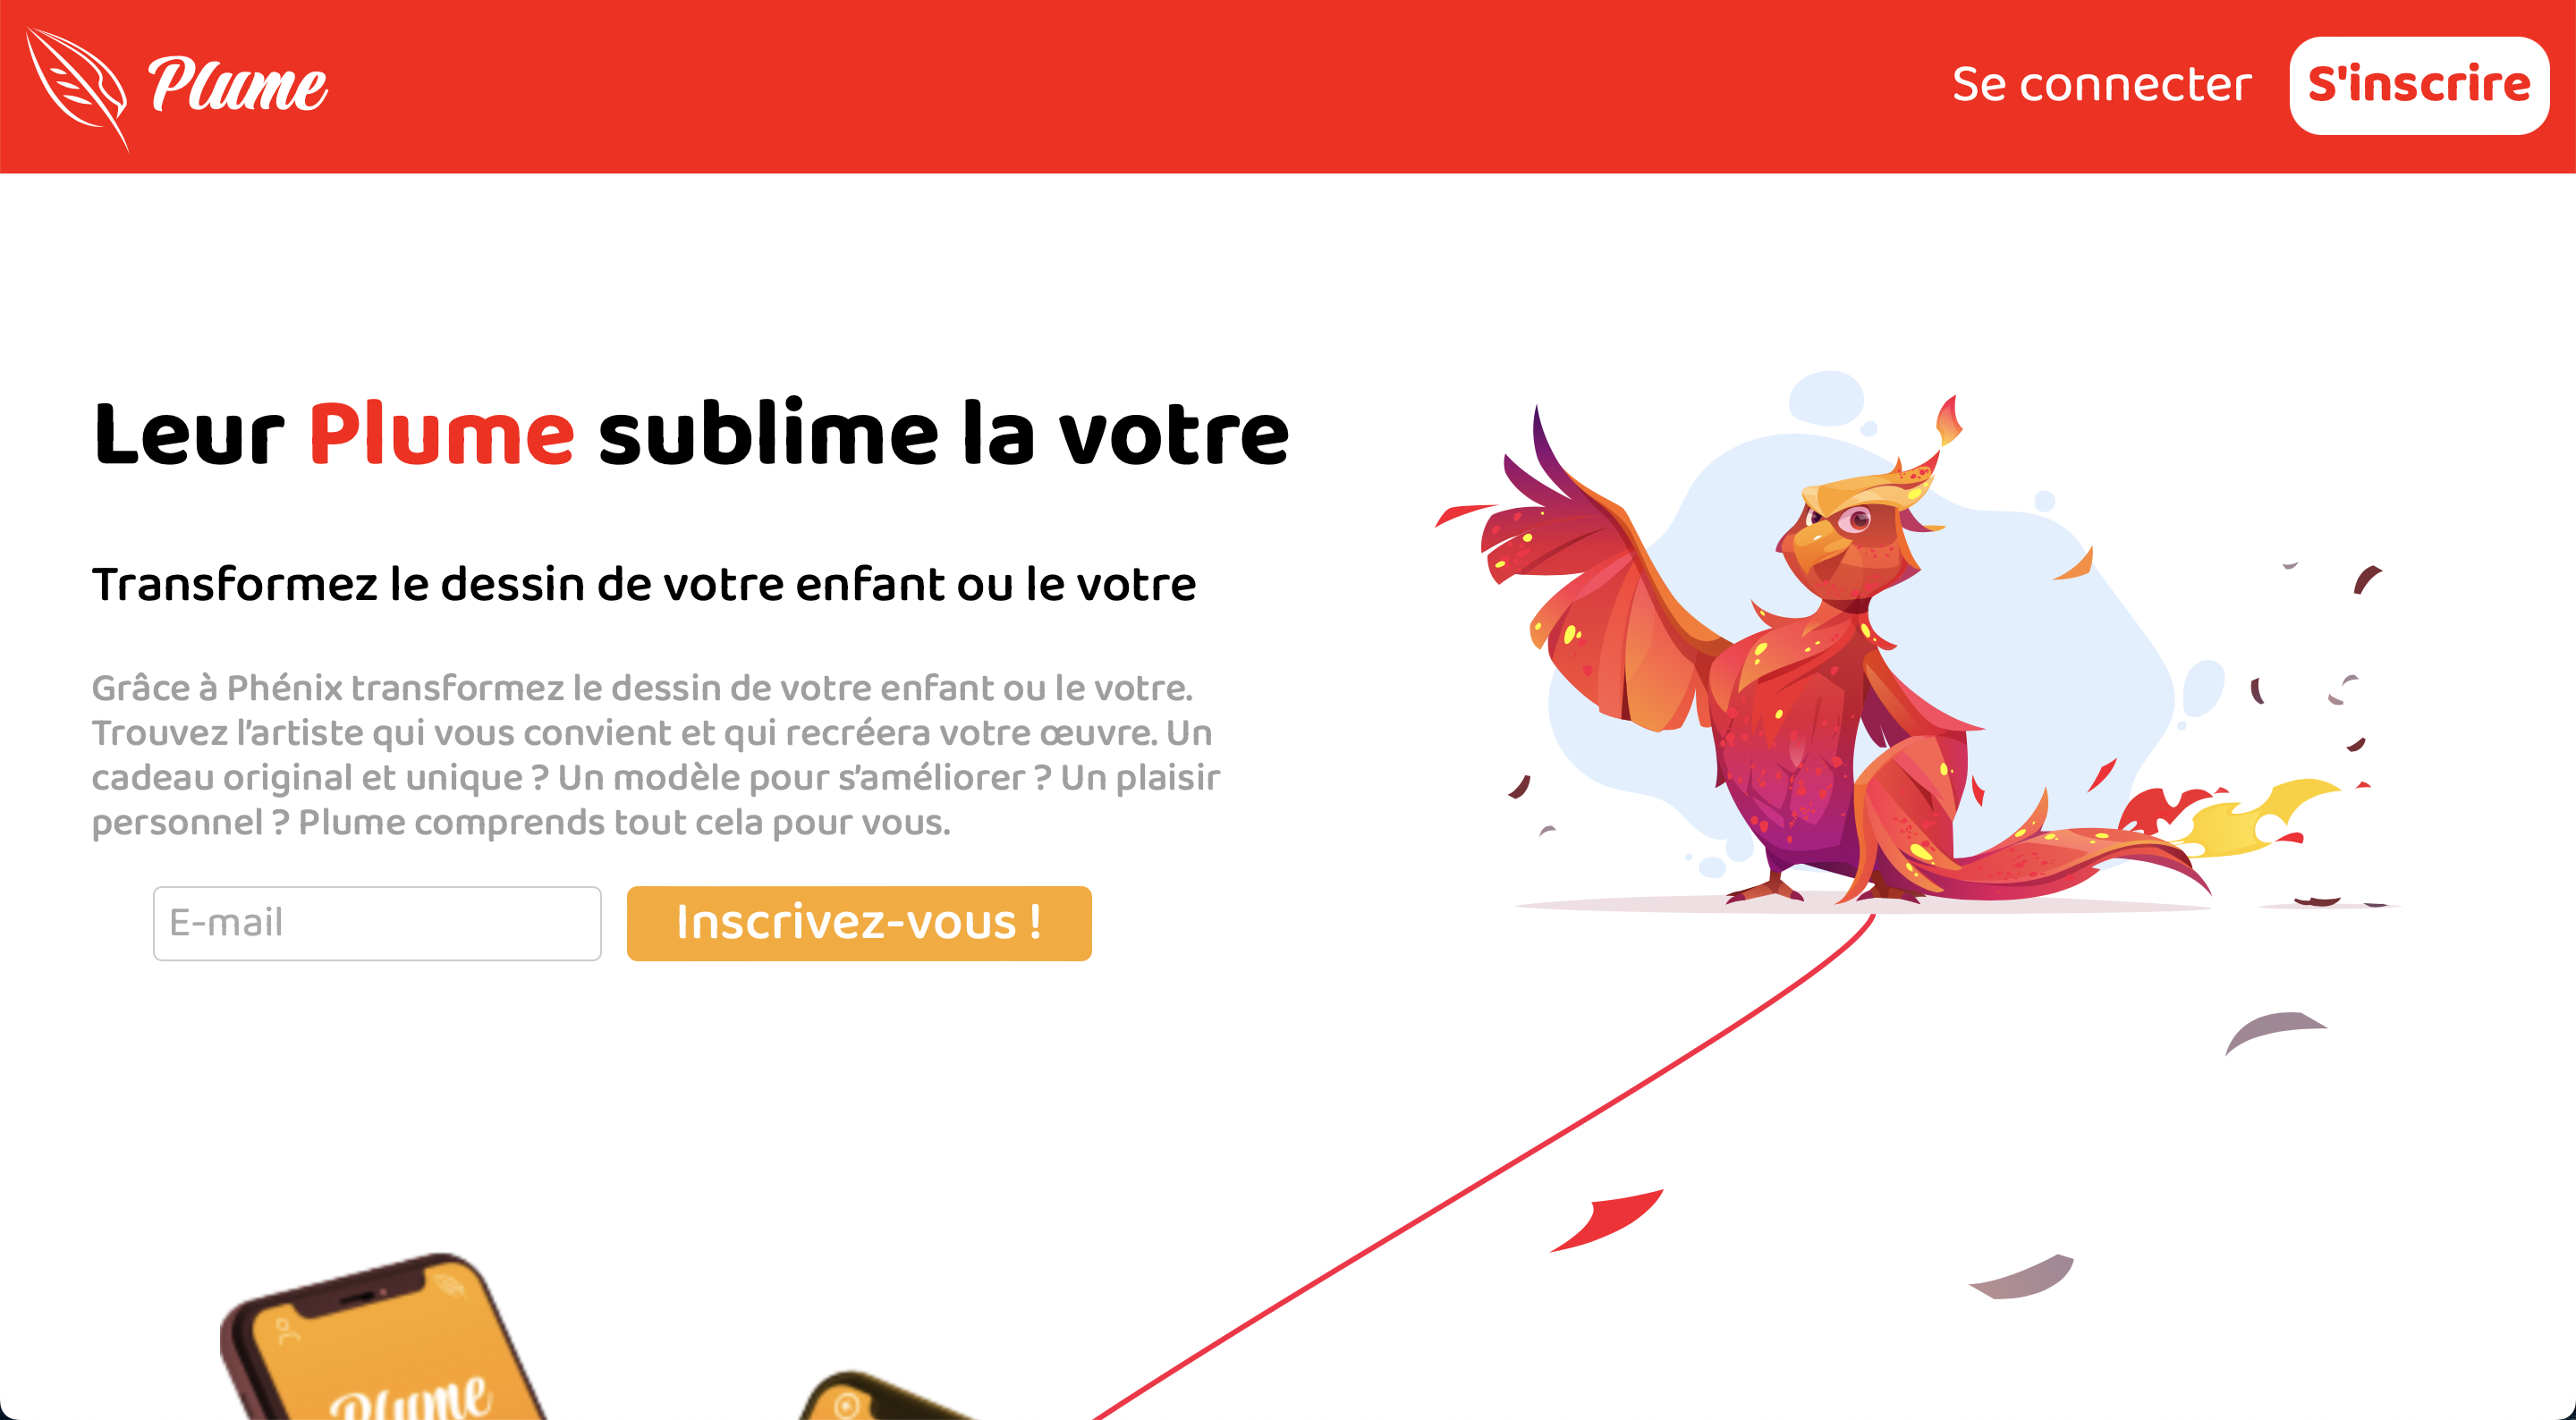 Plume
Se connecter
S'inscrire
Leur Plume sublime la votre
Transformez le dessin de votre enfant ou le votre
Grâce à Phénix transformez le dessin de votre enfant ou le votre.
Trouvez l’artiste qui vous convient et qui recréera votre œuvre. Un
cadeau original et unique ? Un modèle pour s’améliorer ? Un plaisir
personnel ? Plume comprends tout cela pour vous.
E-mail
Inscrivez-vous !
Plume